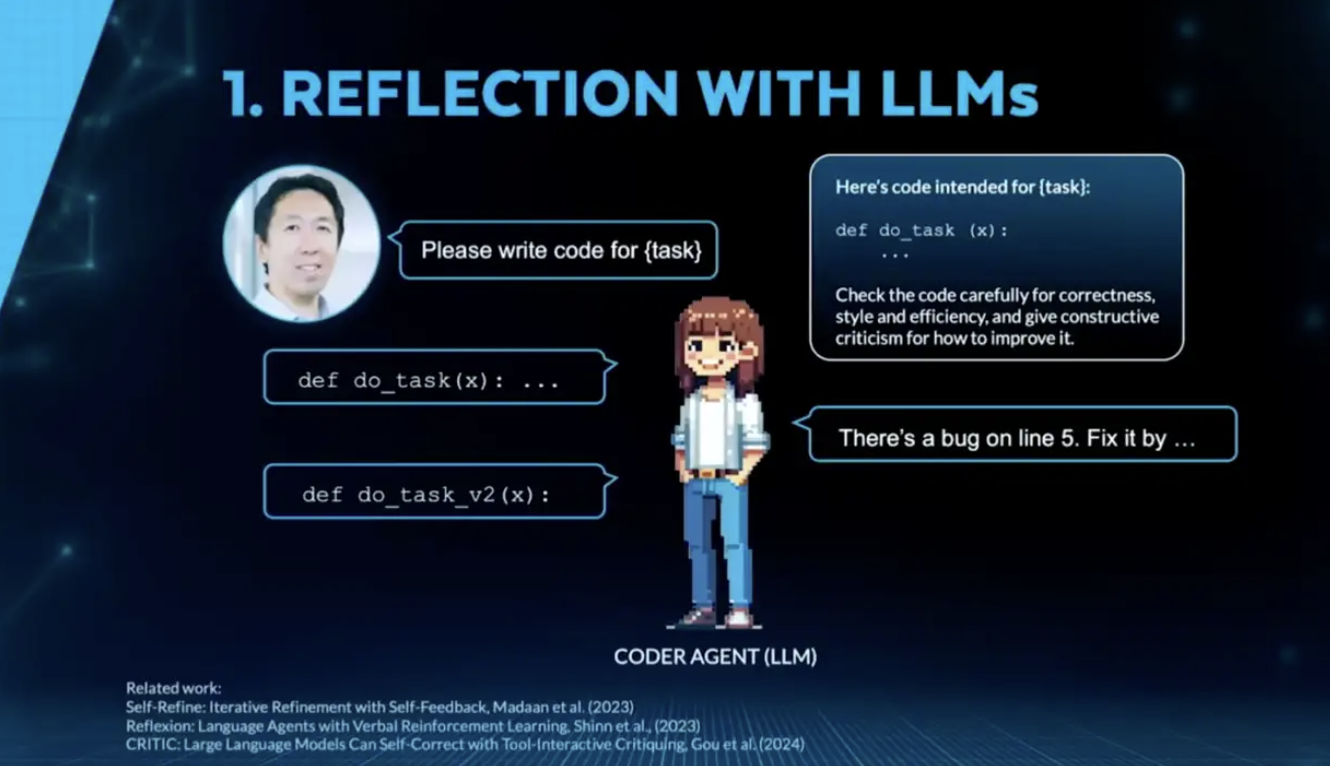 1. REFLECTION WITH LLMs
Please write code for {task}
Here's code intended for {task}:
def do_task (x):
...
Check the code carefully for correctness,
style and efficiency, and give constructive
criticism for how to improve it.
def do_task(x): ...
There's a bug on line 5. Fix it by ...
def do_task_v2(x):
CODER AGENT (LLM)
Related work:
Self-Refine: Iterative Refinement with Self-Feedback, Madaan et al. (2023)
Reflexion: Language Agents with Verbal Reinforcement Learning, Shinn et al., (2023)
CRITIC: Large Language Models Can Self-Correct with Tool-Interactive Critiquing, Gou et al. (2024)